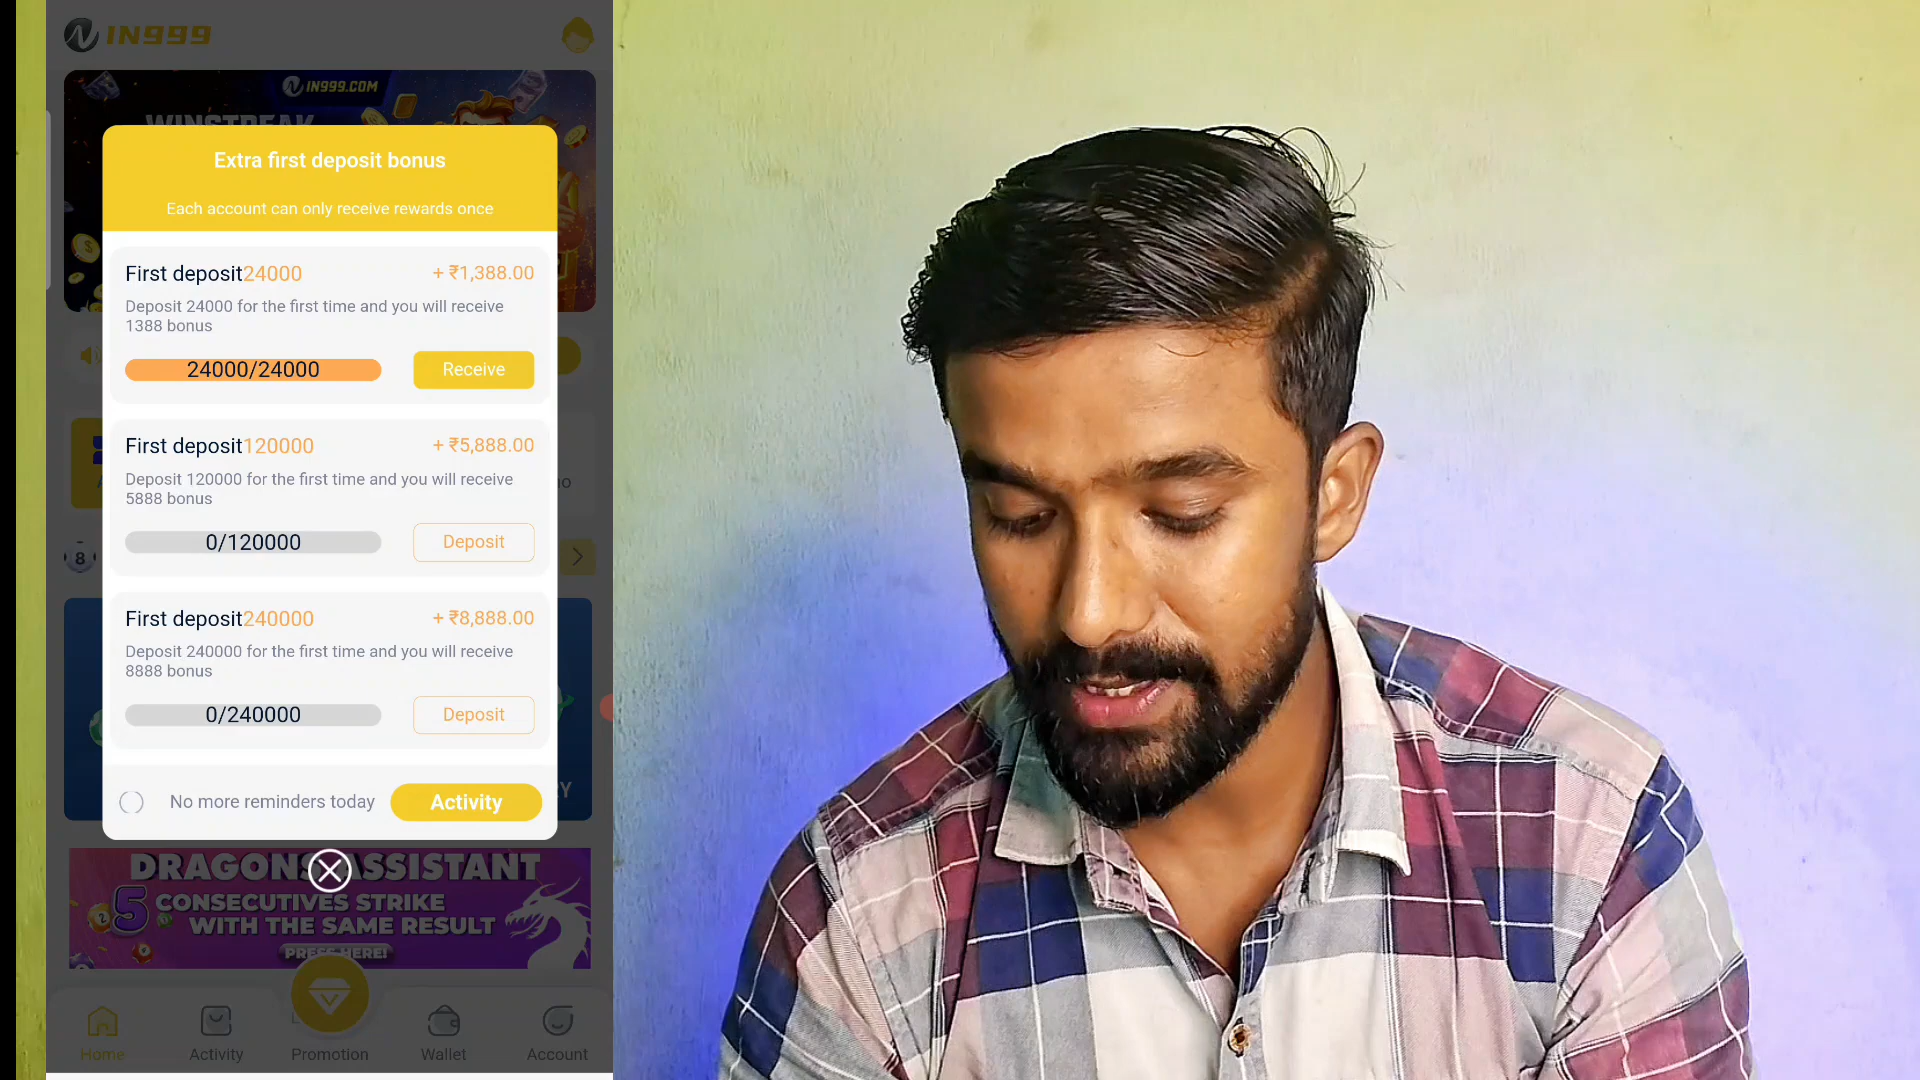 IN999
IN999.COM
WINSTREAK
Extra first deposit bonus
Each account can only receive rewards once
First deposit24000
+ ₹1,388.00
Deposit 24000 for the first time and you will receive
1388 bonus
24000/24000
Receive
First deposit120000
+ ₹5,888.00
Deposit 120000 for the first time and you will receive
5888 bonus
0/120000
Deposit
8
First deposit240000
+ ₹8,888.00
Deposit 240000 for the first time and you will receive
8888 bonus
0/240000
Deposit
No more reminders today
Activity
DRAGONS ASSISTANT
5 CONSECUTIVES STRIKE
WITH THE SAME RESULT
PRESS HERE!
Home
Activity
Promotion
Wallet
Account